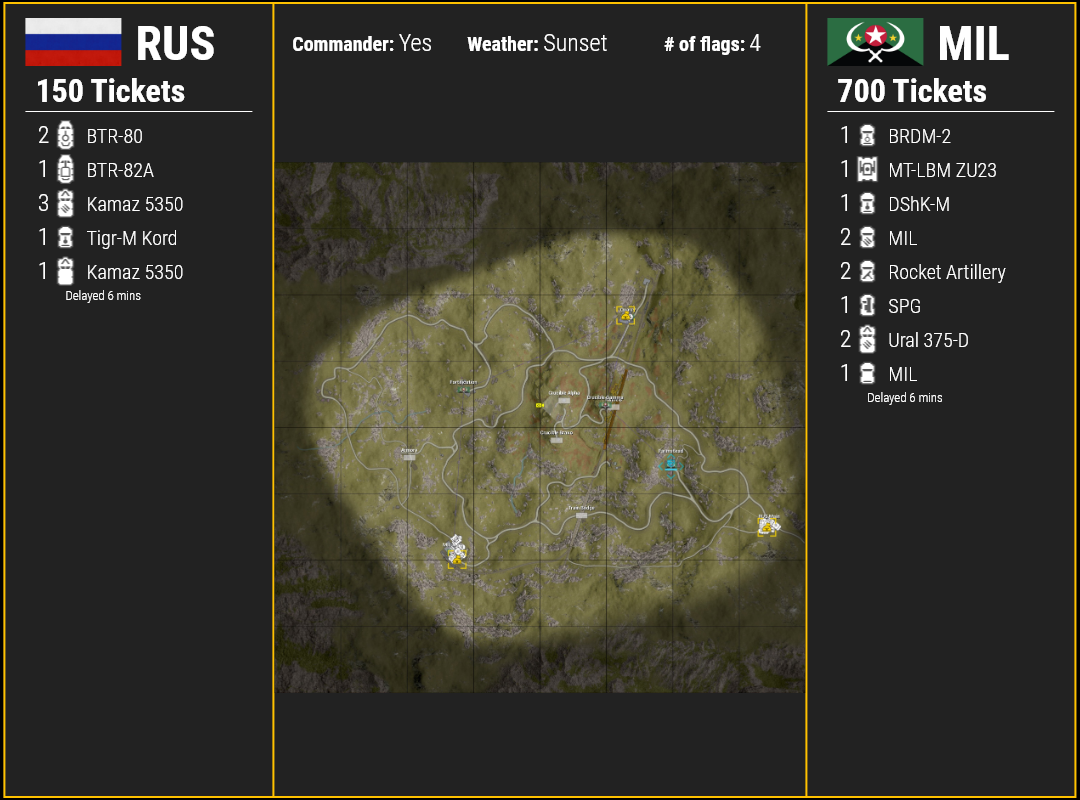 RUS
150 Tickets
2 BTR-80
1 BTR-82A
3 Kamaz 5350
1 Tigr-M Kord
1 Kamaz 5350
Delayed 6 mins
Commander: Yes Weather: Sunset # of flags: 4
Fortification
Farmstead
MIL
700 Tickets
1 BRDM-2
1 MT-LBM ZU23
1 DShK-M
2 MIL
2 Rocket Artillery
1 SPG
2 Ural 375-D
1 MIL
Delayed 6 mins